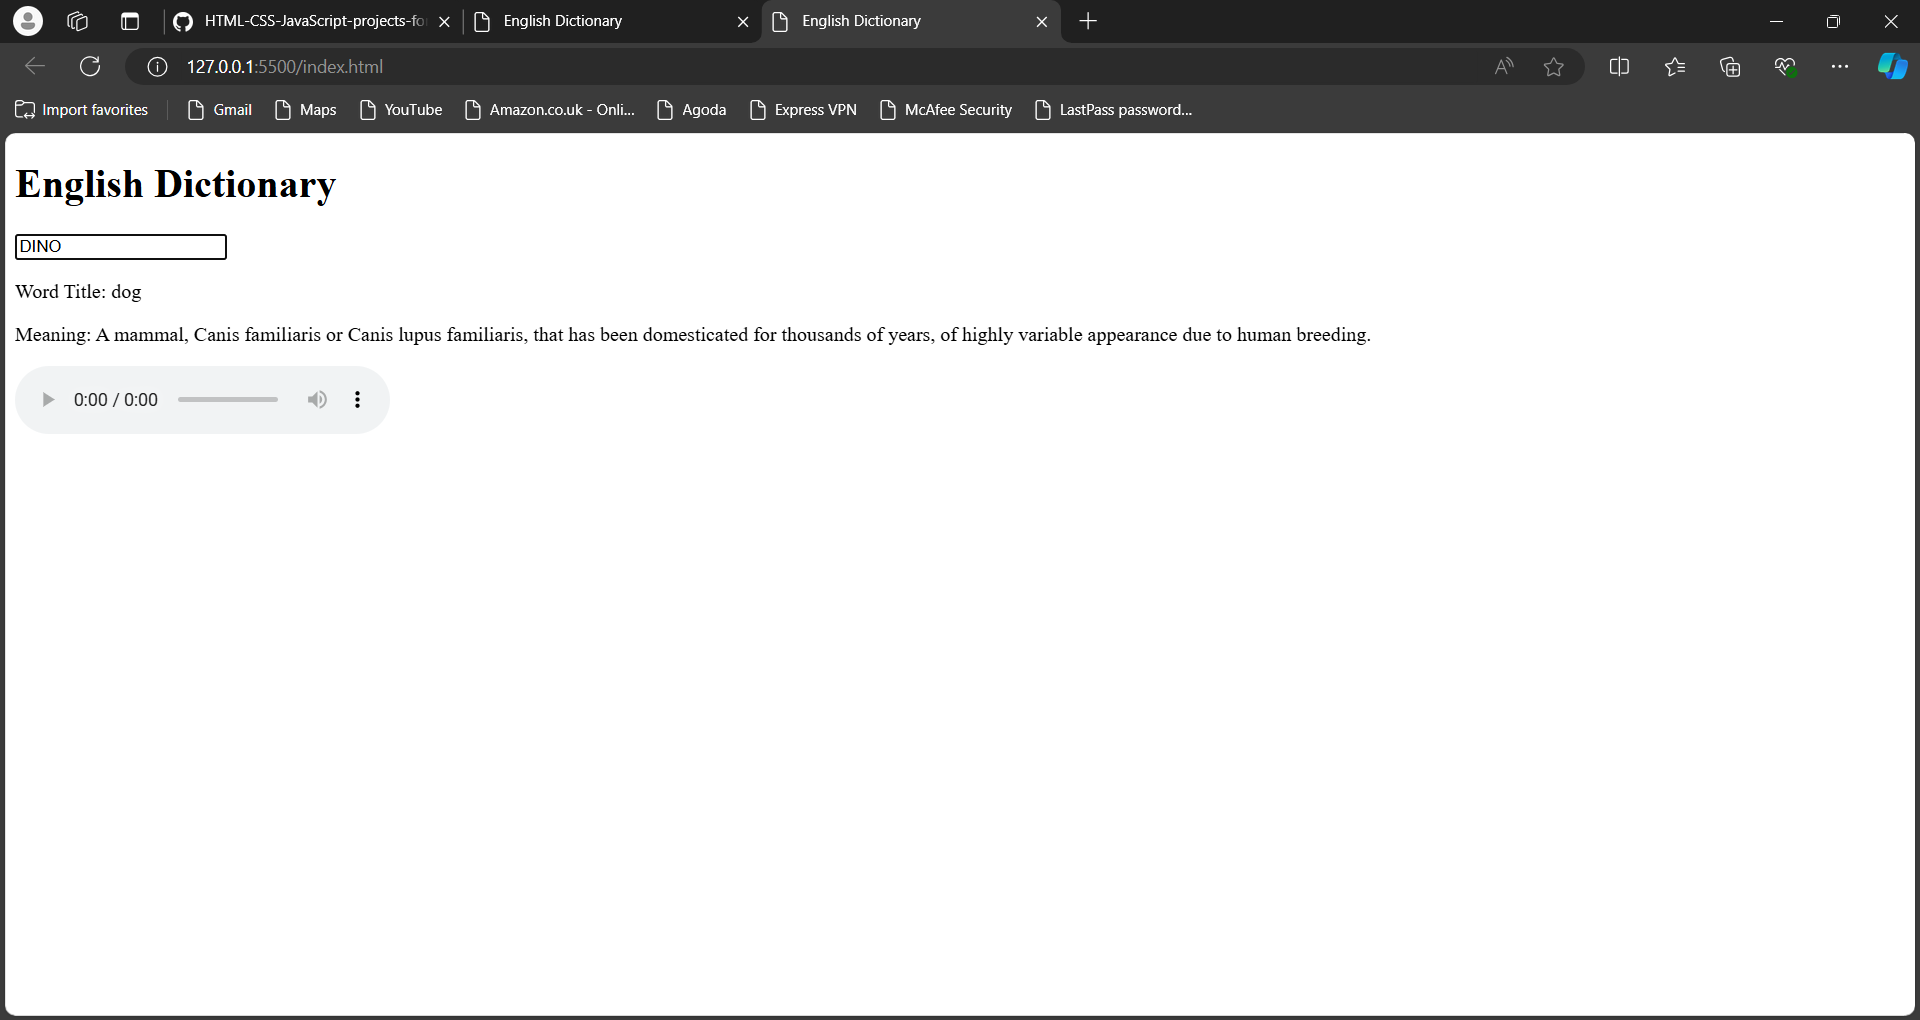 HTML-CSS-JavaScript-projects-fo
English Dictionary
English Dictionary
127.0.0.1:5500/index.html
Import favorites
Gmail
Maps
YouTube
Amazon.co.uk - Onli...
Agoda
Express VPN
McAfee Security
LastPass password...
English Dictionary
DINO
Word Title: dog
Meaning: A mammal, Canis familiaris or Canis lupus familiaris, that has been domesticated for thousands of years, of highly variable appearance due to human breeding.
0:00 / 0:00